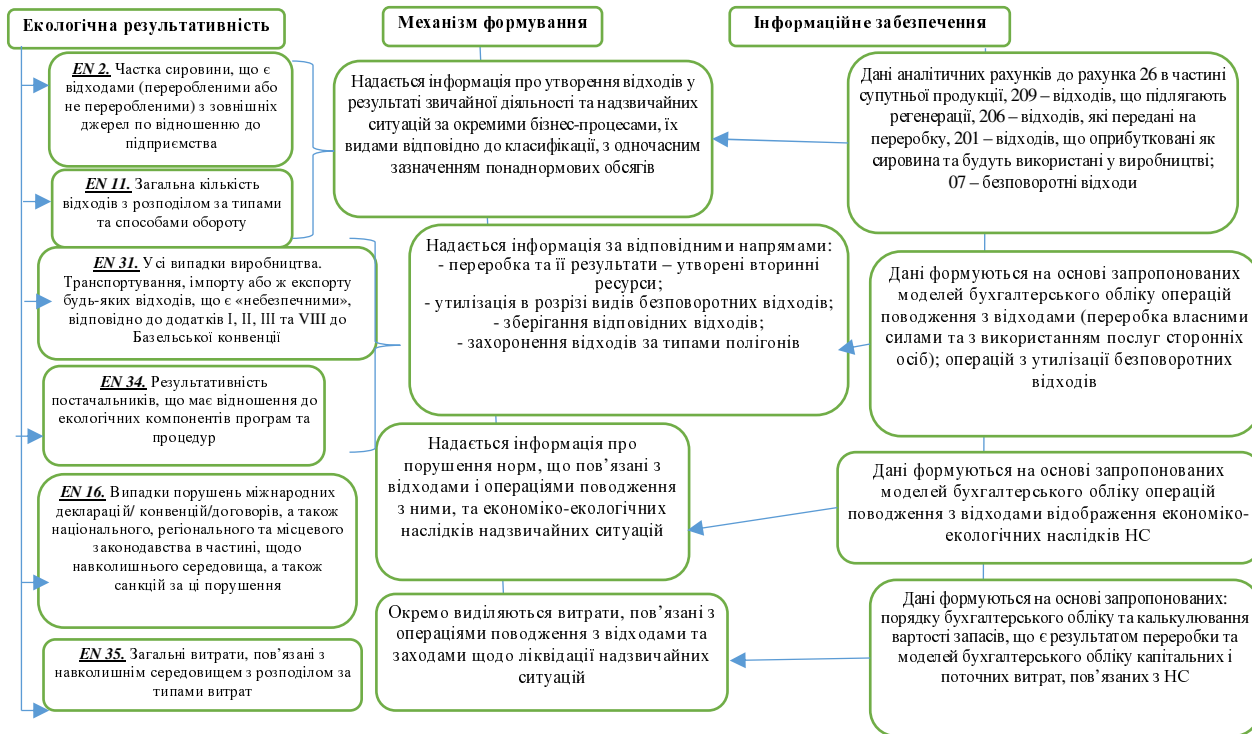 Екологічна результативність
Механізм формування
Інформаційне забезпечення
EN 2. Частка сировини, що є
відходами (переробленими або
не переробленими) з зовнішніх
джерел по відношенню до
підприємства
EN 11. Загальна кількість
відходів з розподілом за типами
та способами обороту
EN 31. Усі випадки виробництва.
Транспортування, імпорту або ж експорту
будь-яких відходів, що є «небезпечними»,
відповідно до додатків I, II, III та VIII до
Базельської конвенції
EN 34. Результативність
постачальників, що має відношення до
екологічних компонентів програм та
процедур
EN 16. Випадки порушень міжнародних
декларацій/ конвенцій/договорів, а також
національного, регіонального та місцевого
законодавства в частині, щодо
навколишнього середовища, а також
санкцій за ці порушення
EN 35. Загальні витрати, пов’язані з
навколишнім середовищем з розподілом за
типами витрат
Надається інформація про утворення відходів у
результаті звичайної діяльності та надзвичайних
ситуацій за окремими бізнес-процесами, їх
видами відповідно до класифікації, з одночасним
зазначенням понаднормових обсягів
Надається інформація за відповідними напрямами:
- переробка та її результати – утворені вторинні
ресурси;
- утилізація в розрізі видів безповоротних відходів;
- зберігання відповідних відходів;
- захоронення відходів за типами полігонів
Надається інформація про
порушення норм, що пов’язані з
відходами і операціями поводження
з ними, та економіко-екологічних
наслідків надзвичайних ситуацій
Окремо виділяються витрати, пов’язані з
операціями поводження з відходами та
заходами щодо ліквідації надзвичайних
ситуацій
Дані аналітичних рахунків до рахунка 26 в частині
супутньої продукції, 209 – відходів, що підлягають
регенерації, 206 – відходів, які передані на
переробку, 201 – відходів, що оприбутковані як
сировина та будуть використані у виробництві;
07 – безповоротні відходи
Дані формуються на основі запропонованих
моделей бухгалтерського обліку операцій
поводження з відходами (переробка власними
силами та з використанням послуг сторонніх
осіб); операцій з утилізації безповоротних
відходів
Дані формуються на основі запропонованих
моделей бухгалтерського обліку операцій
поводження з відходами відображення економіко-
екологічних наслідків НС
Дані формуються на основі запропонованих:
порядку бухгалтерського обліку та калькулювання
вартості запасів, що є результатом переробки та
моделей бухгалтерського обліку капітальних і
поточних витрат, пов’язаних з НС